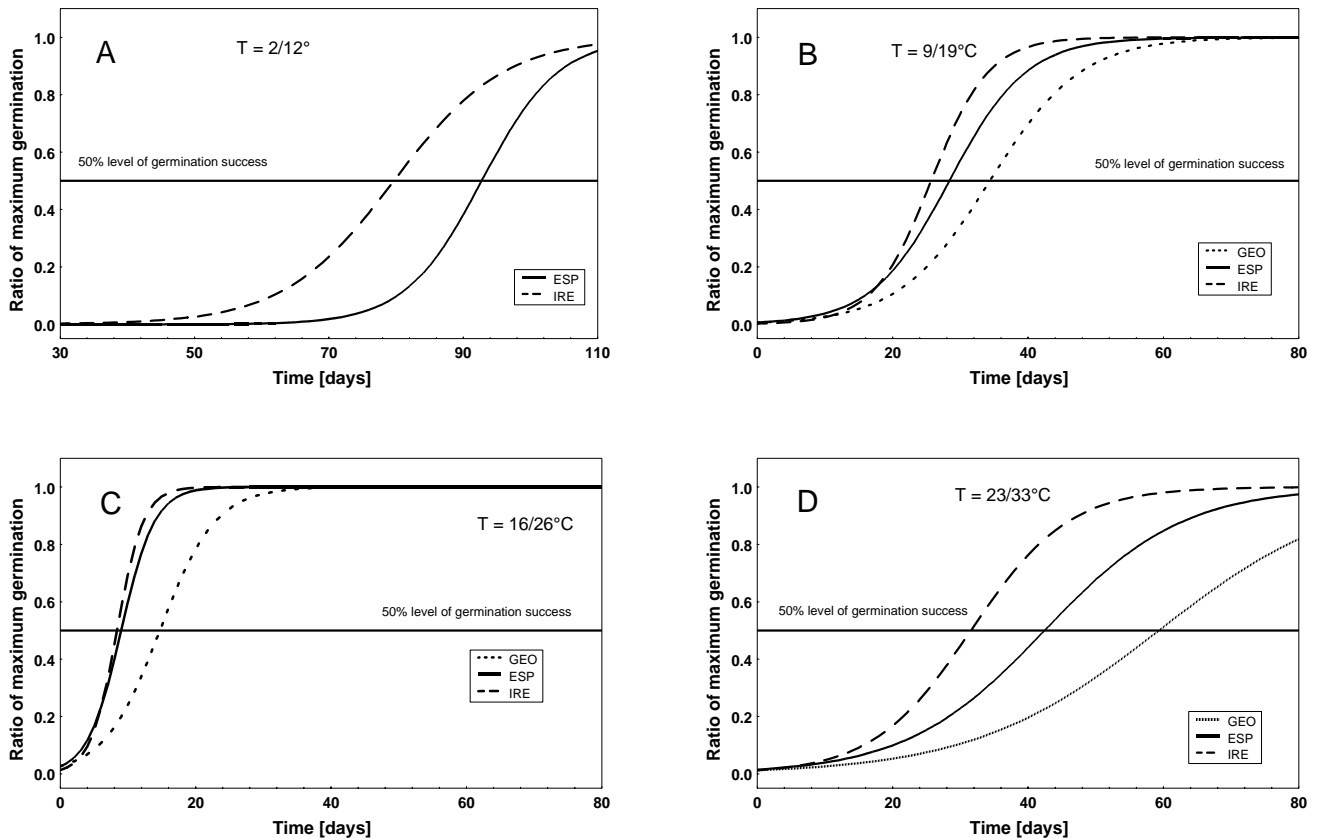 A
T = 2/12°
Ratio of maximum germination
1.0
0.8
0.6
0.4
0.2
0.0
50% level of germination success
ESP
IRE
30
50
70
90
110
Time [days]
B
T = 9/19°C
Ratio of maximum germination
1.0
0.8
0.6
0.4
0.2
0.0
50% level of germination success
GEO
ESP
IRE
0
20
40
60
80
Time [days]
C
T = 16/26°C
Ratio of maximum germination
1.0
0.8
0.6
0.4
0.2
0.0
50% level of germination success
GEO
ESP
IRE
0
20
40
60
80
Time [days]
D
T = 23/33°C
Ratio of maximum germination
1.0
0.8
0.6
0.4
0.2
0.0
50% level of germination success
GEO
ESP
IRE
0
20
40
60
80
Time [days]